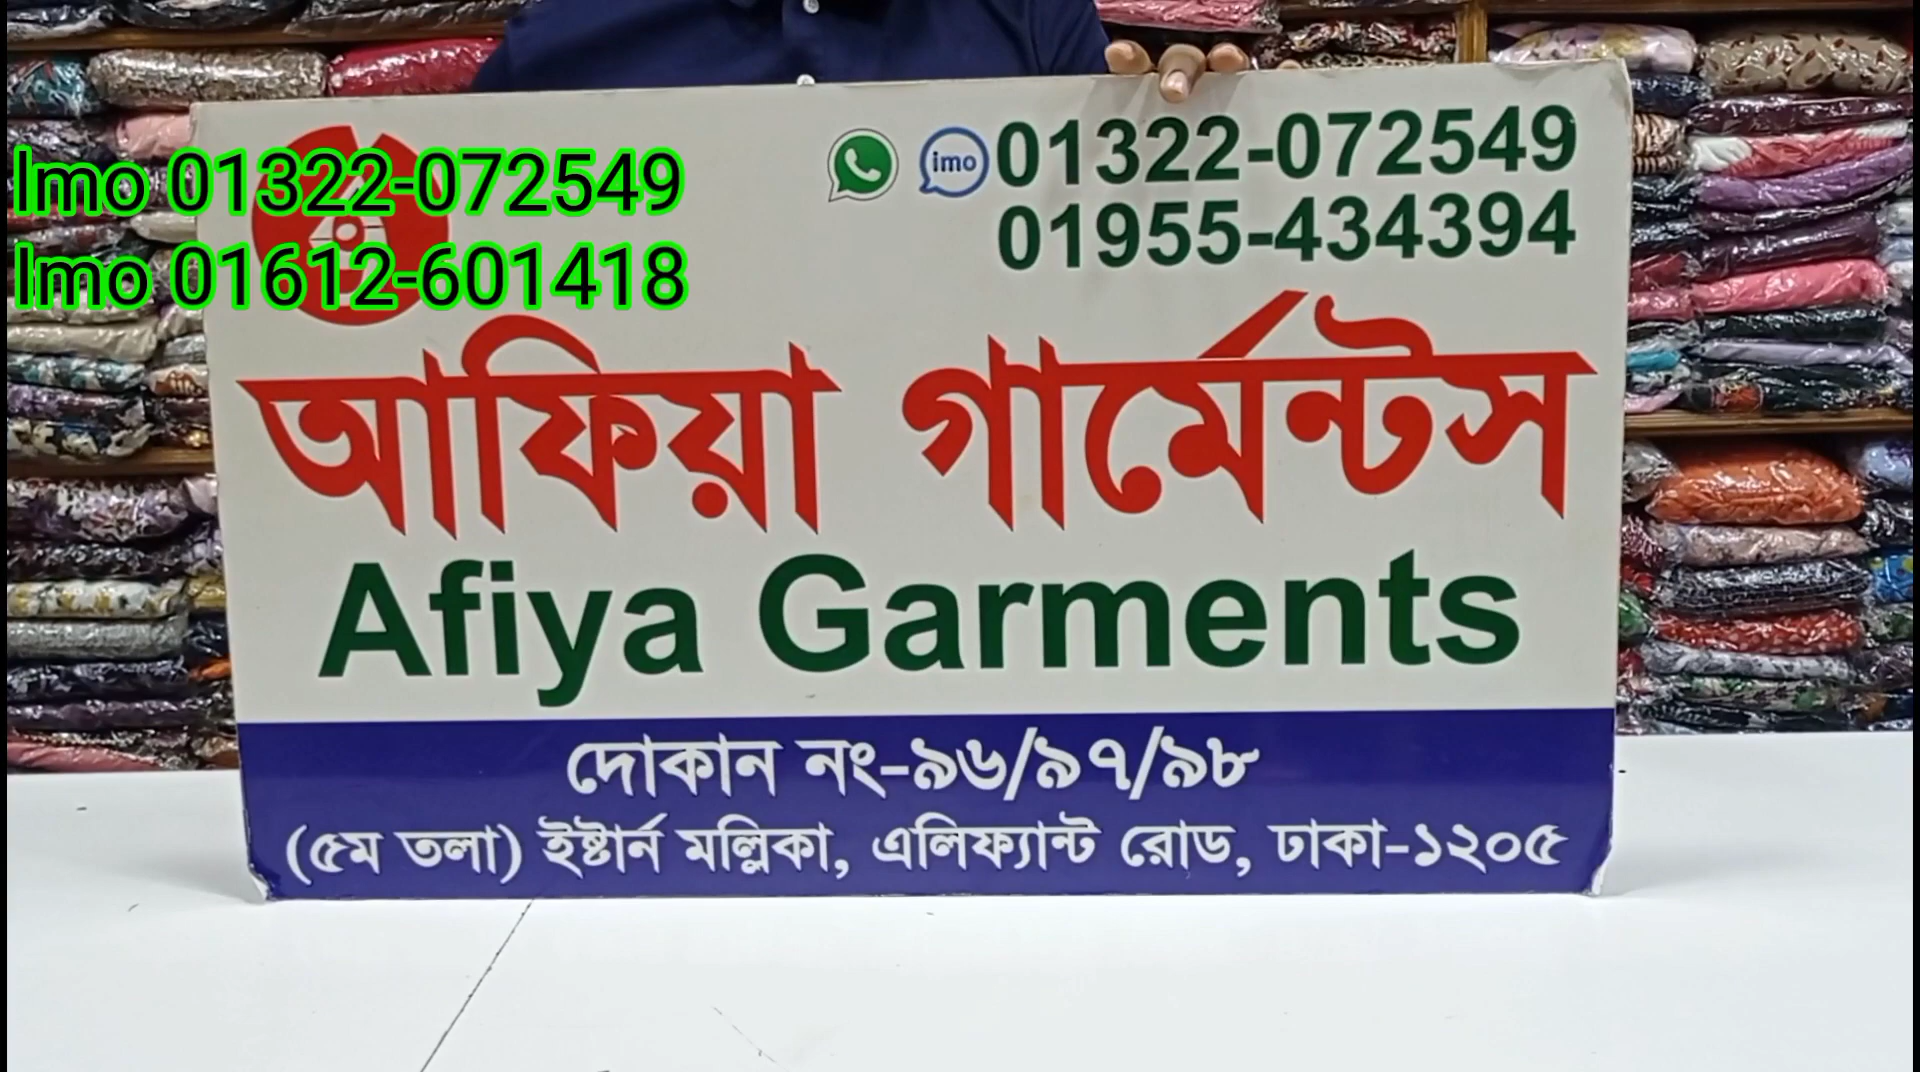 Imo 01322-072549
Imo 01612-601418
imo 01322-072549
01955-434394
আফিয়া গার্মেন্টস
Afiya Garments
দোকান নং-৯৬/৯৭/৯৮
(৫ম তলা) ইষ্টার্ন মল্লিকা, এলিফ্যান্ট রোড, ঢাকা-১২০৫